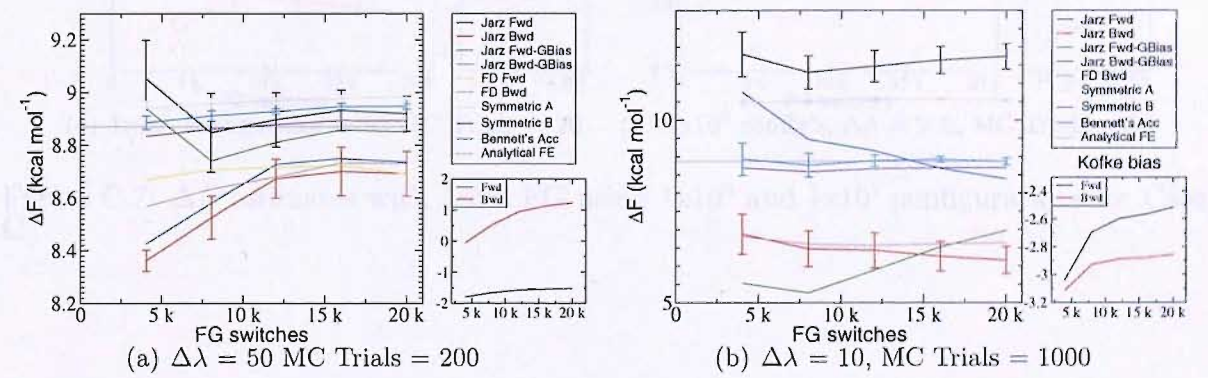 9.2
9
8.8
8.6
8.4
8.2
ΔF (kcal mol⁻¹)
0 5 k 10 k 15 k 20 k
FG switches
Jarz Fwd
Jarz Bwd
Jarz Fwd-GBias
Jarz Bwd-GBias
FD Fwd
FD Bwd
Symmetric A
Symmetric B
Bennett's Acc
Analytical FE
2
1
0
-1
-2
Fwd
Bwd
5 k 10 k 15 k 20 k
(a) Δλ = 50 MC Trials = 200
10
5
ΔF (kcal mol⁻¹)
0 5 k 10 k 15 k 20 k
FG switches
Jarz Fwd
Jarz Bwd
Jarz Fwd-GBias
Jarz Bwd-GBias
FD Bwd
Symmetric A
Symmetric B
Bennett's Acc
Analytical FE
Kofke bias
-2.4
-2.6
-2.8
-3
-3.2
Fwd
Bwd
5 k 10 k 15 k 20 k
(b) Δλ = 10, MC Trials = 1000